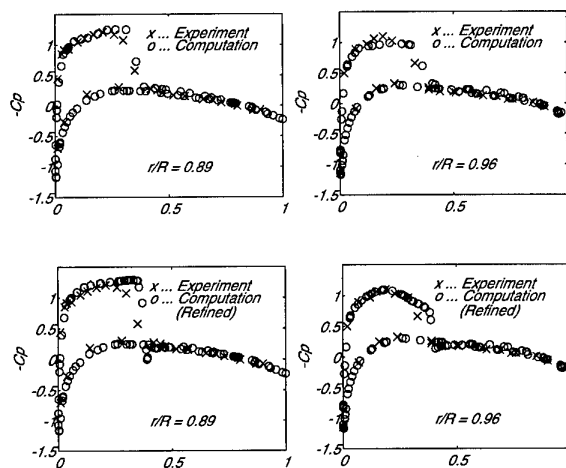 x ... Experiment
o ... Computation
1
0.5
0
-0.5
-1
-1.5
-Cp
r/R = 0.89
0
0.5
1
x ... Experiment
o ... Computation
1
0.5
0
-0.5
-1
-1.5
-Cp
r/R = 0.96
0
0.5
x ... Experiment
o ... Computation
(Refined)
1
0.5
0
-0.5
-1
-1.5
-Cp
r/R = 0.89
0
0.5
1
x ... Experiment
o ... Computation
(Refined)
1
0.5
0
-0.5
-1
-1.5
-Cp
r/R = 0.96
0
0.5